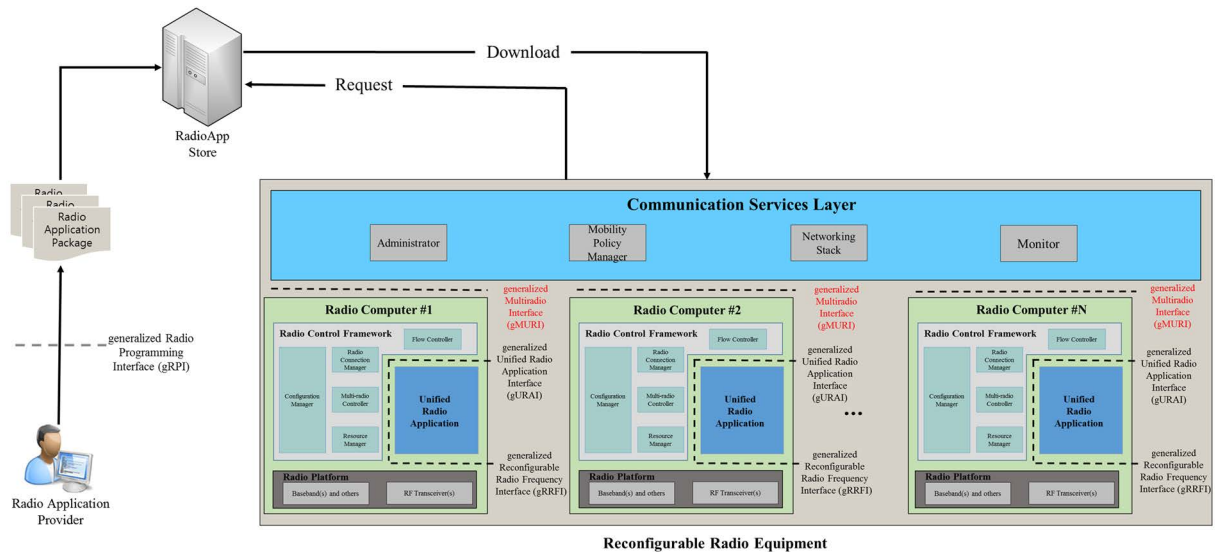 Download
Request
RadioApp
Store
Radio
Radio
Radio
Application
Package
generalized Radio
Programming
Interface (gRPI)
Radio Application
Provider
Communication Services Layer
Administrator
Mobility
Policy
Manager
Networking
Stack
Monitor
generalized
Multiradio
Interface
(gMURI)
Radio Computer #1
Radio Control Framework
Flow Controller
Configuration
Manager
Radio
Connection
Manager
Multi-radio
Controller
Resource
Manager
Unified
Radio
Application
generalized
Unified Radio
Application
Interface
(gURAI)
generalized
Reconfigurable
Radio Frequency
Interface (gRRFI)
Radio Platform
Baseband(s) and others
RF Transceiver(s)
generalized
Multiradio
Interface
(gMURI)
Radio Computer #2
Radio Control Framework
Flow Controller
Configuration
Manager
Radio
Connection
Manager
Multi-radio
Controller
Resource
Manager
Unified
Radio
Application
generalized
Unified Radio
Application
Interface
(gURAI)
...
generalized
Reconfigurable
Radio Frequency
Interface (gRRFI)
Radio Platform
Baseband(s) and others
RF Transceiver(s)
generalized
Multiradio
Interface
(gMURI)
Radio Computer #N
Radio Control Framework
Flow Controller
Configuration
Manager
Radio
Connection
Manager
Multi-radio
Controller
Resource
Manager
Unified
Radio
Application
generalized
Unified Radio
Application
Interface
(gURAI)
generalized
Reconfigurable
Radio Frequency
Interface (gRRFI)
Radio Platform
Baseband(s) and others
RF Transceiver(s)
Reconfigurable Radio Equipment